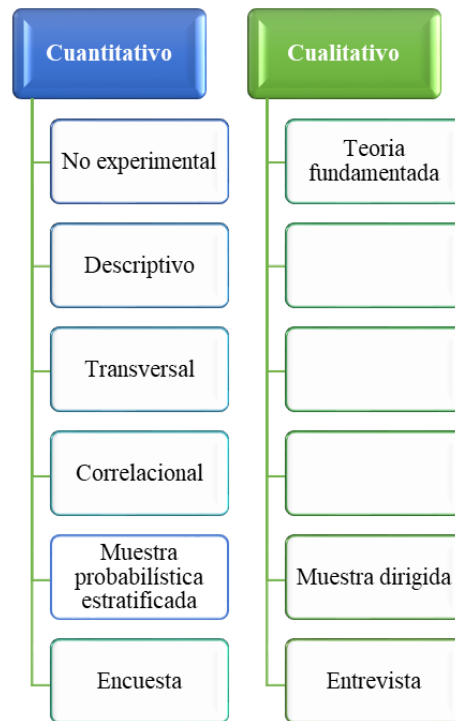 Cuantitativo
No experimental
Descriptivo
Transversal
Correlacional
Muestra
probabilística
estratificada
Encuesta
Cualitativo
Teoria
fundamentada
Muestra dirigida
Entrevista